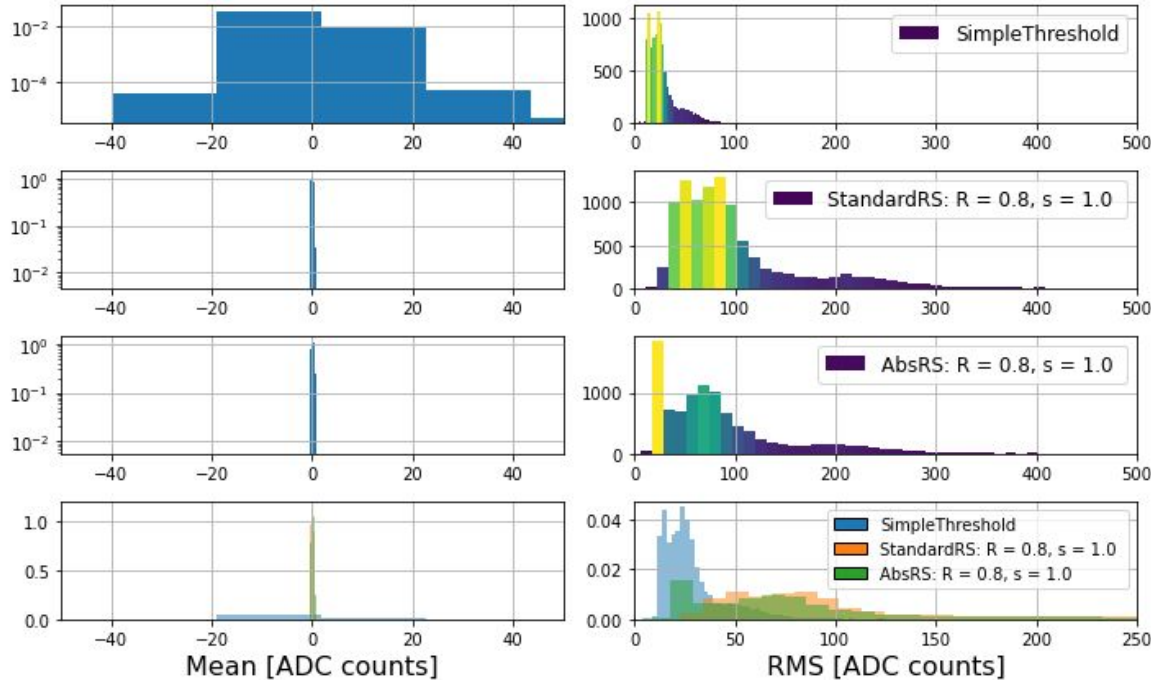 10⁻²
10⁻⁴
−40 −20 0 20 40
1000
500
0
SimpleThreshold
0 100 200 300 400 500
10⁰
10⁻¹
10⁻²
−40 −20 0 20 40
1000
500
0
StandardRS: R = 0.8, s = 1.0
0 100 200 300 400 500
10⁰
10⁻¹
10⁻²
−40 −20 0 20 40
1000
0
AbsRS: R = 0.8, s = 1.0
0 100 200 300 400 500
1.0
0.5
0.0
−40 −20 0 20 40
Mean [ADC counts]
0.04
0.02
0.00
SimpleThreshold
StandardRS: R = 0.8, s = 1.0
AbsRS: R = 0.8, s = 1.0
0 50 100 150 200 250
RMS [ADC counts]